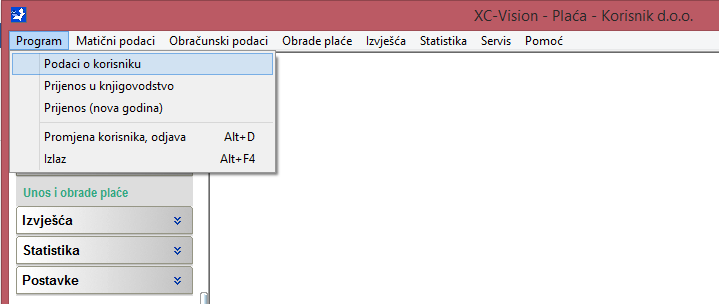 XC-Vision - Plaća - Korisnik d.o.o.
Program Matični podaci Obračunski podaci Obrade plaće Izvješća Statistika Servis Pomoć
Podaci o korisniku
Prijenos u knjigovodstvo
Prijenos (nova godina)
Promjena korisnika, odjava Alt+D
Izlaz Alt+F4
Unos i obrade plaće
Izvješća
Statistika
Postavke